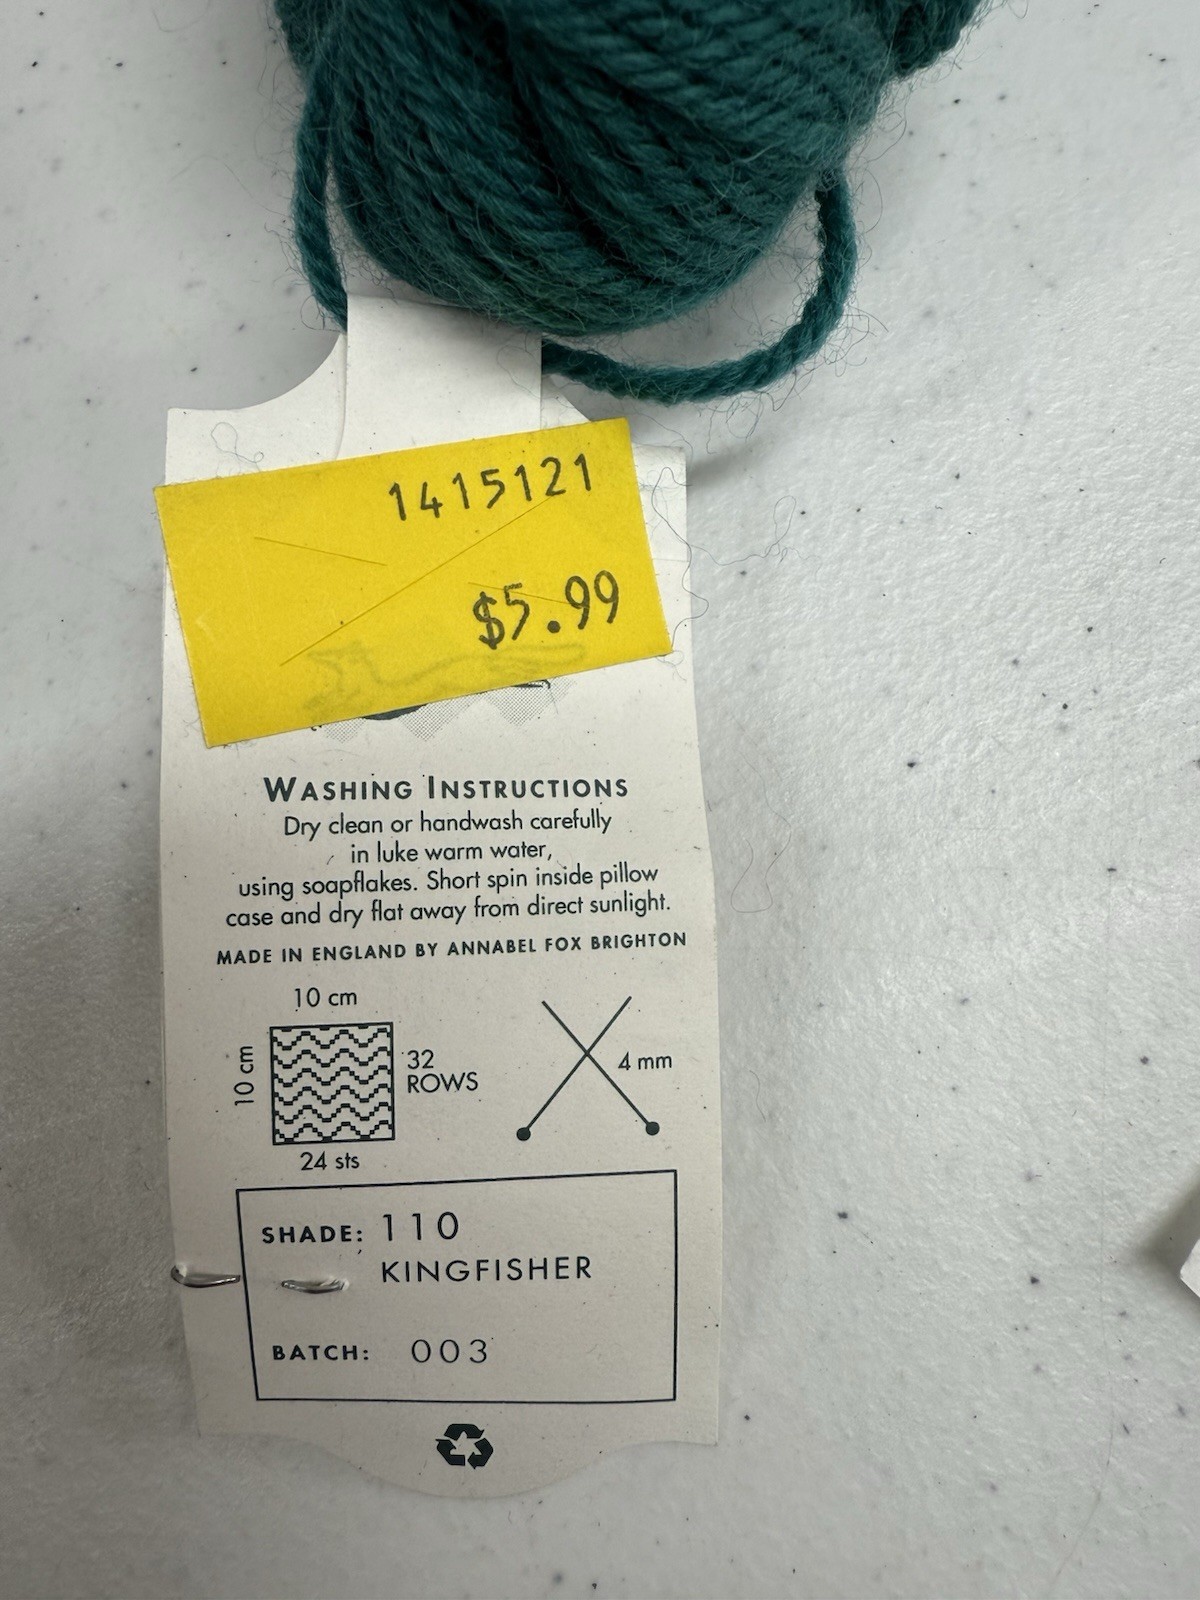 1415121
$5.99
WASHING INSTRUCTIONS
Dry clean or handwash carefully
in luke warm water,
using soapflakes. Short spin inside pillow
case and dry flat away from direct sunlight.
MADE IN ENGLAND BY ANNABEL FOX BRIGHTON
10 cm
10 cm
32
ROWS
24 sts
4 mm
SHADE: 110
KINGFISHER
BATCH: 003